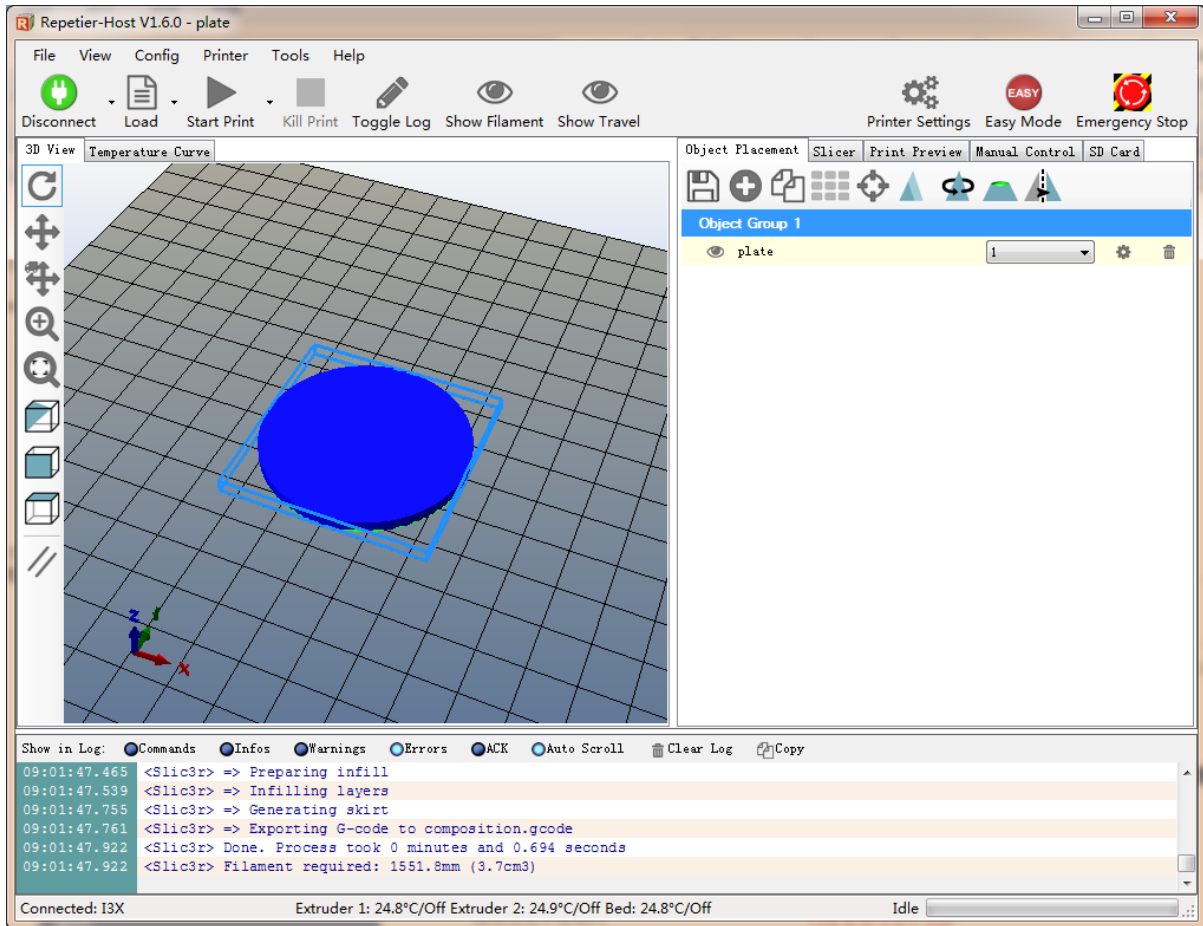 Repetier-Host V1.6.0 - plate
File View Config Printer Tools Help
Disconnect Load Start Print Kill Print Toggle Log Show Filament Show Travel EASY Printer Settings Easy Mode Emergency Stop
3D View Temperature Curve
Object Placement Slicer Print Preview Manual Control SD Card
Object Group 1
plate 1
Z Y X
Show in Log: Commands Infos Warnings Errors ACK Auto Scroll Clear Log Copy
09:01:47.465 <Slic3r> => Preparing infill
09:01:47.539 <Slic3r> => Infilling layers
09:01:47.755 <Slic3r> => Generating skirt
09:01:47.761 <Slic3r> => Exporting G-code to composition.gcode
09:01:47.922 <Slic3r> Done. Process took 0 minutes and 0.694 seconds
09:01:47.922 <Slic3r> Filament required: 1551.8mm (3.7cm3)
Connected: I3X Extruder 1: 24.8°C/Off Extruder 2: 24.9°C/Off Bed: 24.8°C/Off Idle